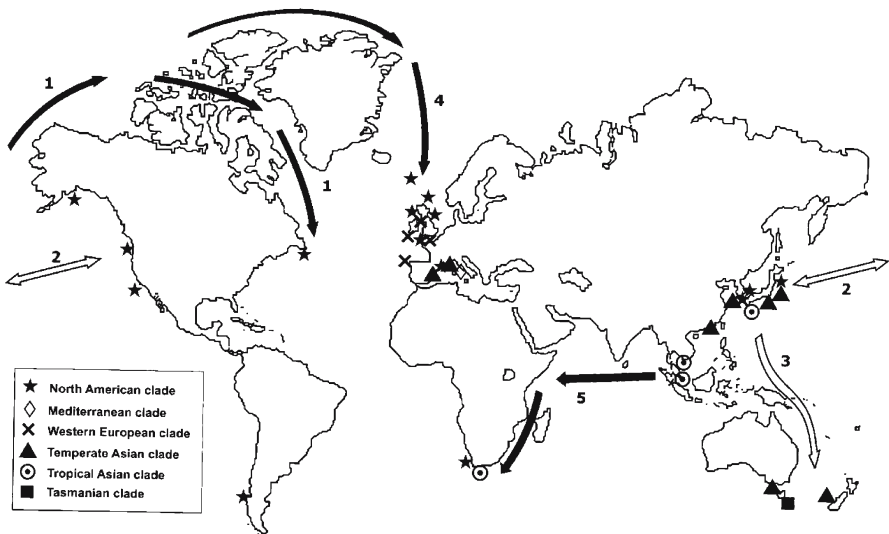 1
4
1
2
2
3
5
North American clade
Mediterranean clade
Western European clade
Temperate Asian clade
Tropical Asian clade
Tasmanian clade